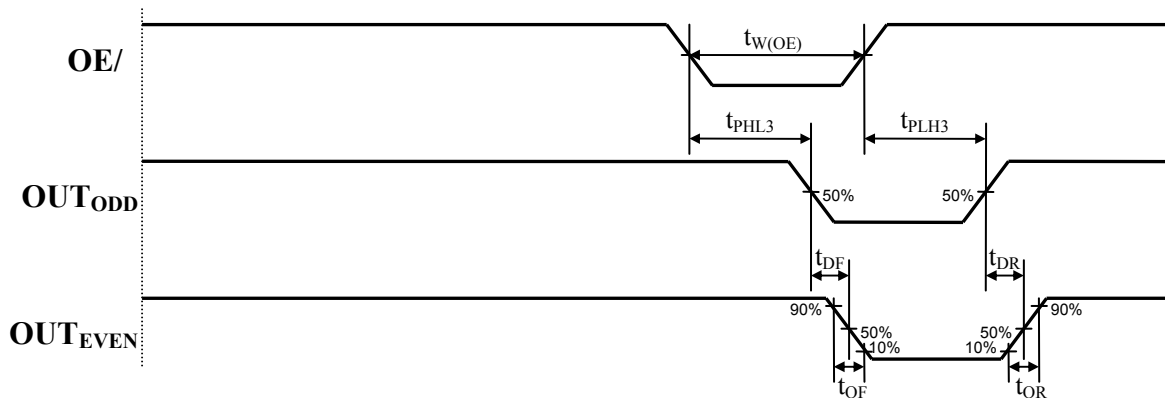 OE/
tW(OE)
tPHL3
tPLH3
OUTODD
50%
50%
tDF
tDR
OUTEVEN
90%
50%
10%
50%
10%
90%
tOF
tOR